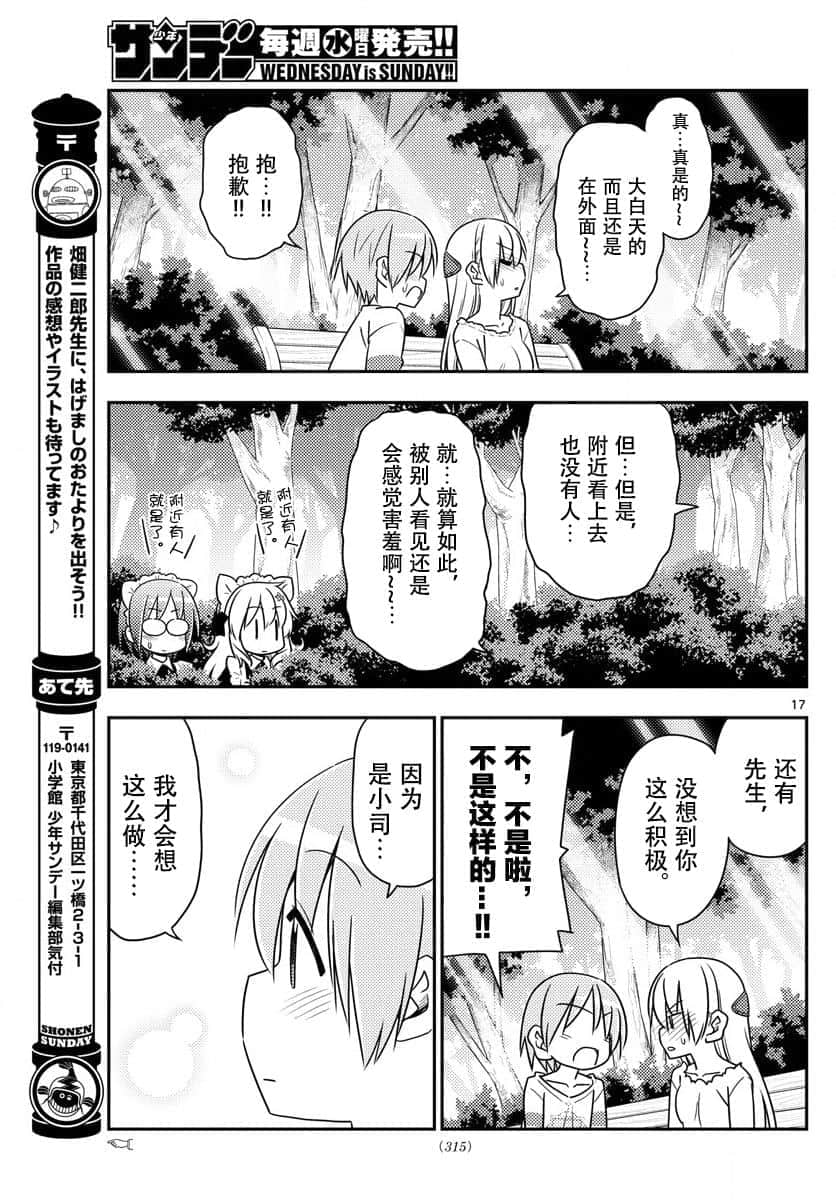 少年サンデー
毎週水曜日発売!!
WEDNESDAY is SUNDAY!!
真…真是的~~
大白天的
而且还是
在外面~~……
抱…!!
抱歉!!
但…但是,
附近看上去
也没有人…
就…就算如此,
被别人看见还是
会感觉害羞啊~~……
附近有人
就是了。
附近有人
就是了。
17
还有
先生,
没想到你
这么积极。
不,不是啦,
不是这样的…!!
因为
是小司…
我才会想
这么做……
〒
畑健二郎先生に、はげましのおたよりを出そう!!
作品の感想やイラストも待ってます♪
あて先
〒
119-0141
東京都千代田区一ツ橋2-3-1
小学館 少年サンデー編集部気付
SHONEN
SUNDAY
(315)